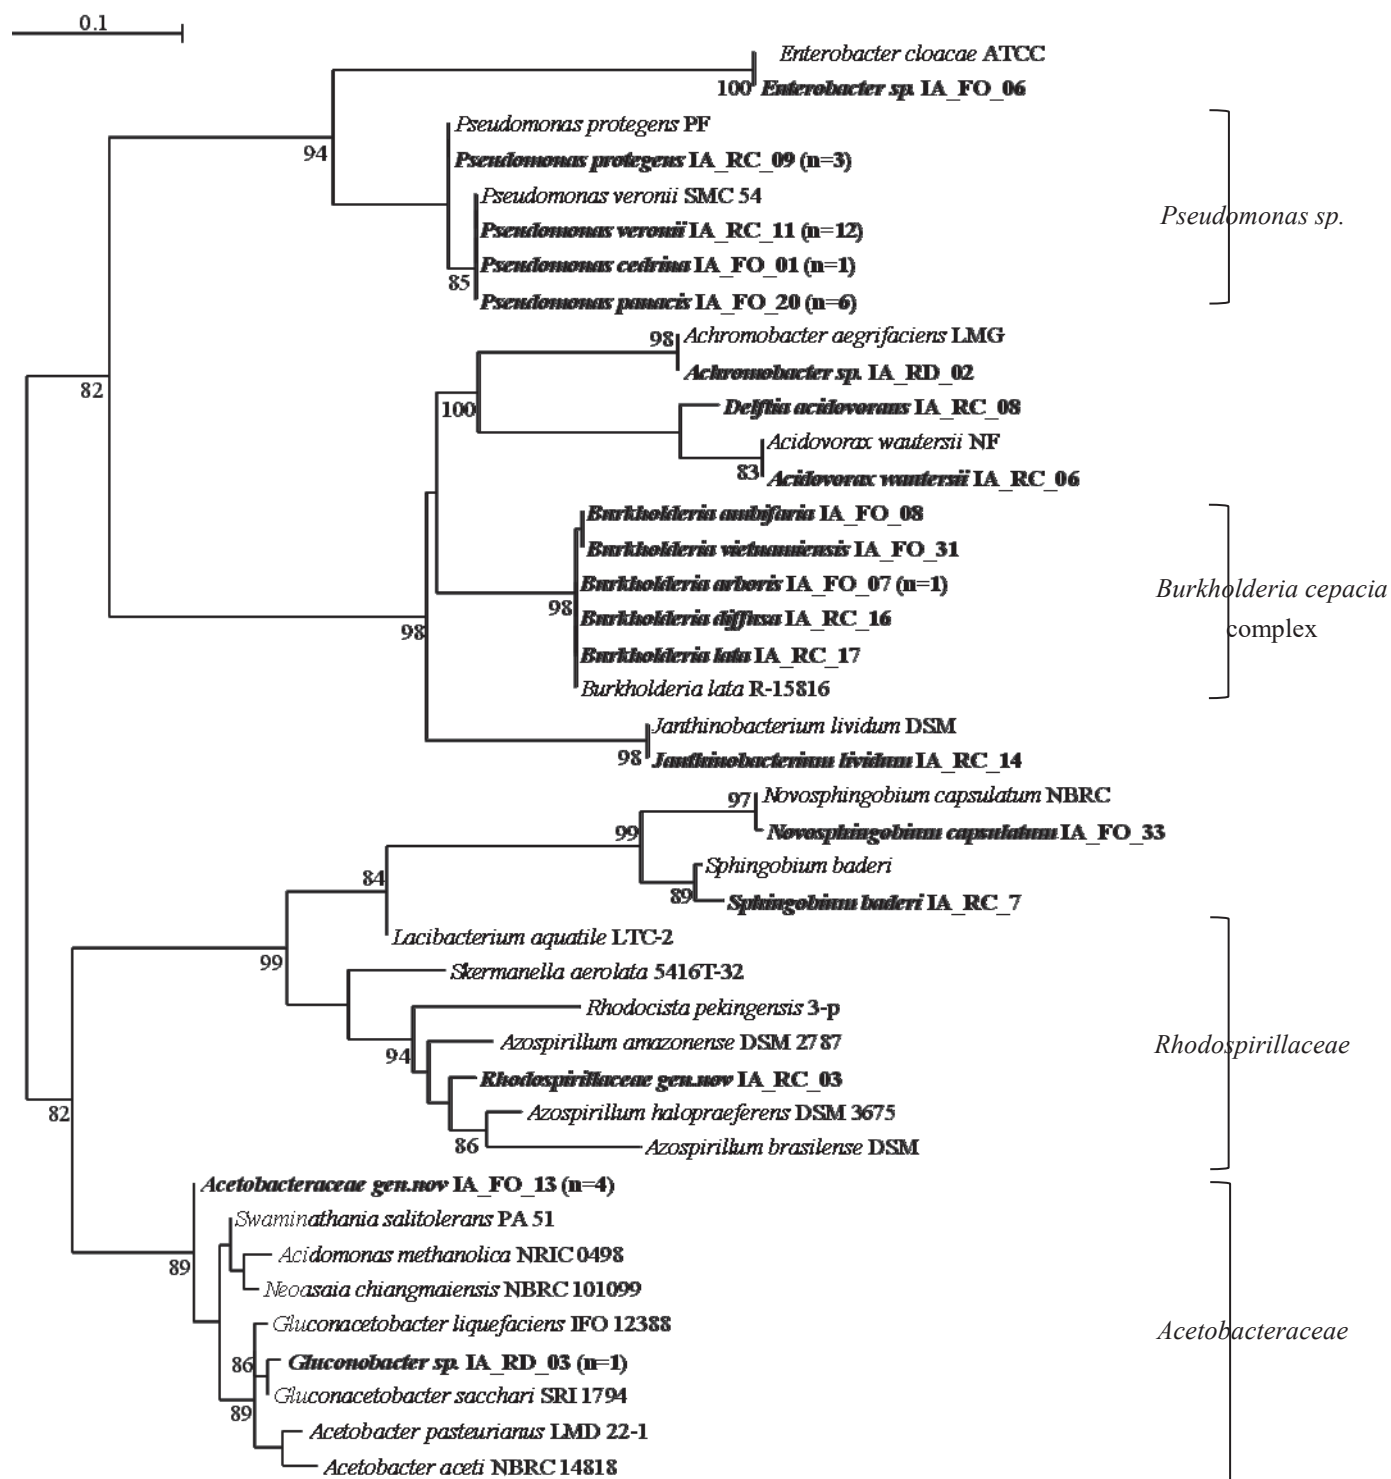 0.1
Enterobacter cloacae ATCC
100
Enterobacter sp. IA_FO_06
Pseudomonas protegens PF
94
Pseudomonas protegens IA_RC_09 (n=3)
Pseudomonas veronii SMC 54
Pseudomonas sp.
Pseudomonas veronii IA_RC_11 (n=12)
Pseudomonas cedrina IA_FO_01 (n=1)
85
Pseudomonas panacis IA_FO_20 (n=6)
98
Achromobacter aegrifaciens LMG
Achromobacter sp. IA_RD_02
82
100
Delftia acidovorans IA_RC_08
Acidovorax wautersii NF
83
Acidovorax wautersii IA_RC_06
Burkholderia ambifaria IA_FO_08
Burkholderia vietnamiensis IA_FO_31
Burkholderia arboris IA_FO_07 (n=1)
Burkholderia cepacia
complex
98
Burkholderia diffusa IA_RC_16
98
Burkholderia lata IA_RC_17
Burkholderia lata R-15816
Janthinobacterium lividum DSM
98
Janthinobacterium lividum IA_RC_14
97
Novosphingobium capsulatum NBRC
99
Novosphingobium capsulatum IA_FO_33
Sphingobium baderi
84
89
Sphingobium baderi IA_RC_7
Lacibacterium aquatile LTC-2
99
Skermanella aerolata 5416T-32
Rhodocista pekingensis 3-p
Azospirillum amazonense DSM 2787
Rhodospirillaceae
94
Rhodospirillaceae gen.nov IA_RC_03
82
Azospirillum halopraeferens DSM 3675
86
Azospirillum brasilense DSM
Acetobacteraceae gen.nov IA_FO_13 (n=4)
Swaminathania salitolerans PA 51
Acidomonas methanolica NRIC 0498
89
Neoasaia chiangmaiensis NBRC 101099
Gluconacetobacter liquefaciens IFO 12388
Acetobacteraceae
86
Gluconobacter sp. IA_RD_03 (n=1)
Gluconacetobacter sacchari SRI 1794
89
Acetobacter pasteurianus LMD 22-1
Acetobacter aceti NBRC 14818